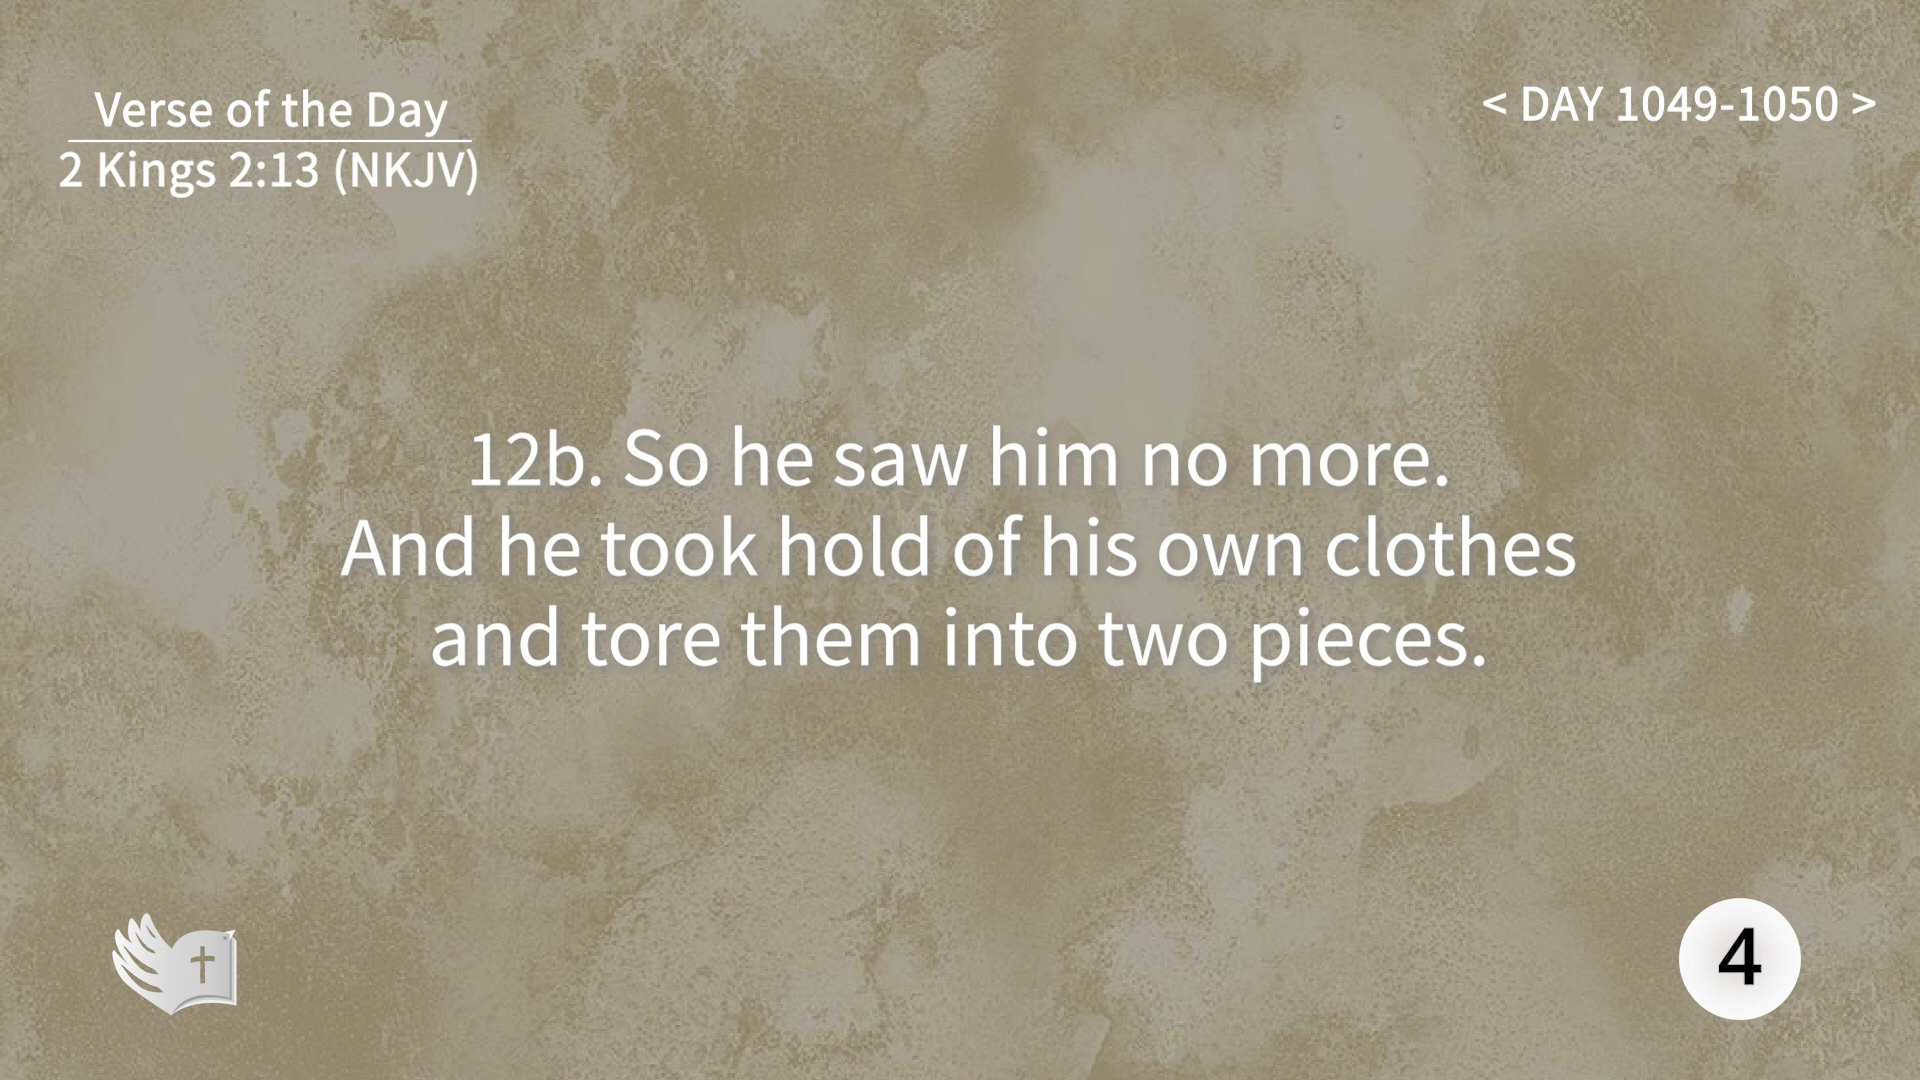 Verse of the Day
2 Kings 2:13 (NKJV)
< DAY 1049-1050 >
12b. So he saw him no more.
And he took hold of his own clothes
and tore them into two pieces.
4